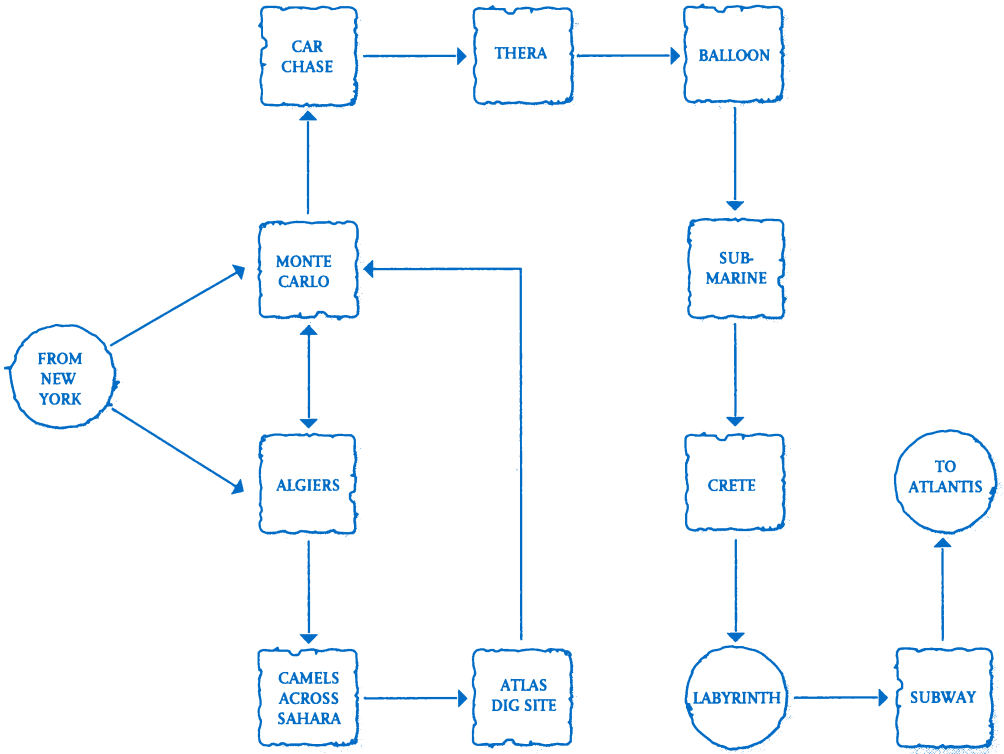 CAR
CHASE
THERA
BALLOON
MONTE
CARLO
SUB-
MARINE
FROM
NEW
YORK
ALGIERS
CRETE
TO
ATLANTIS
CAMELS
ACROSS
SAHARA
ATLAS
DIG SITE
LABYRINTH
SUBWAY